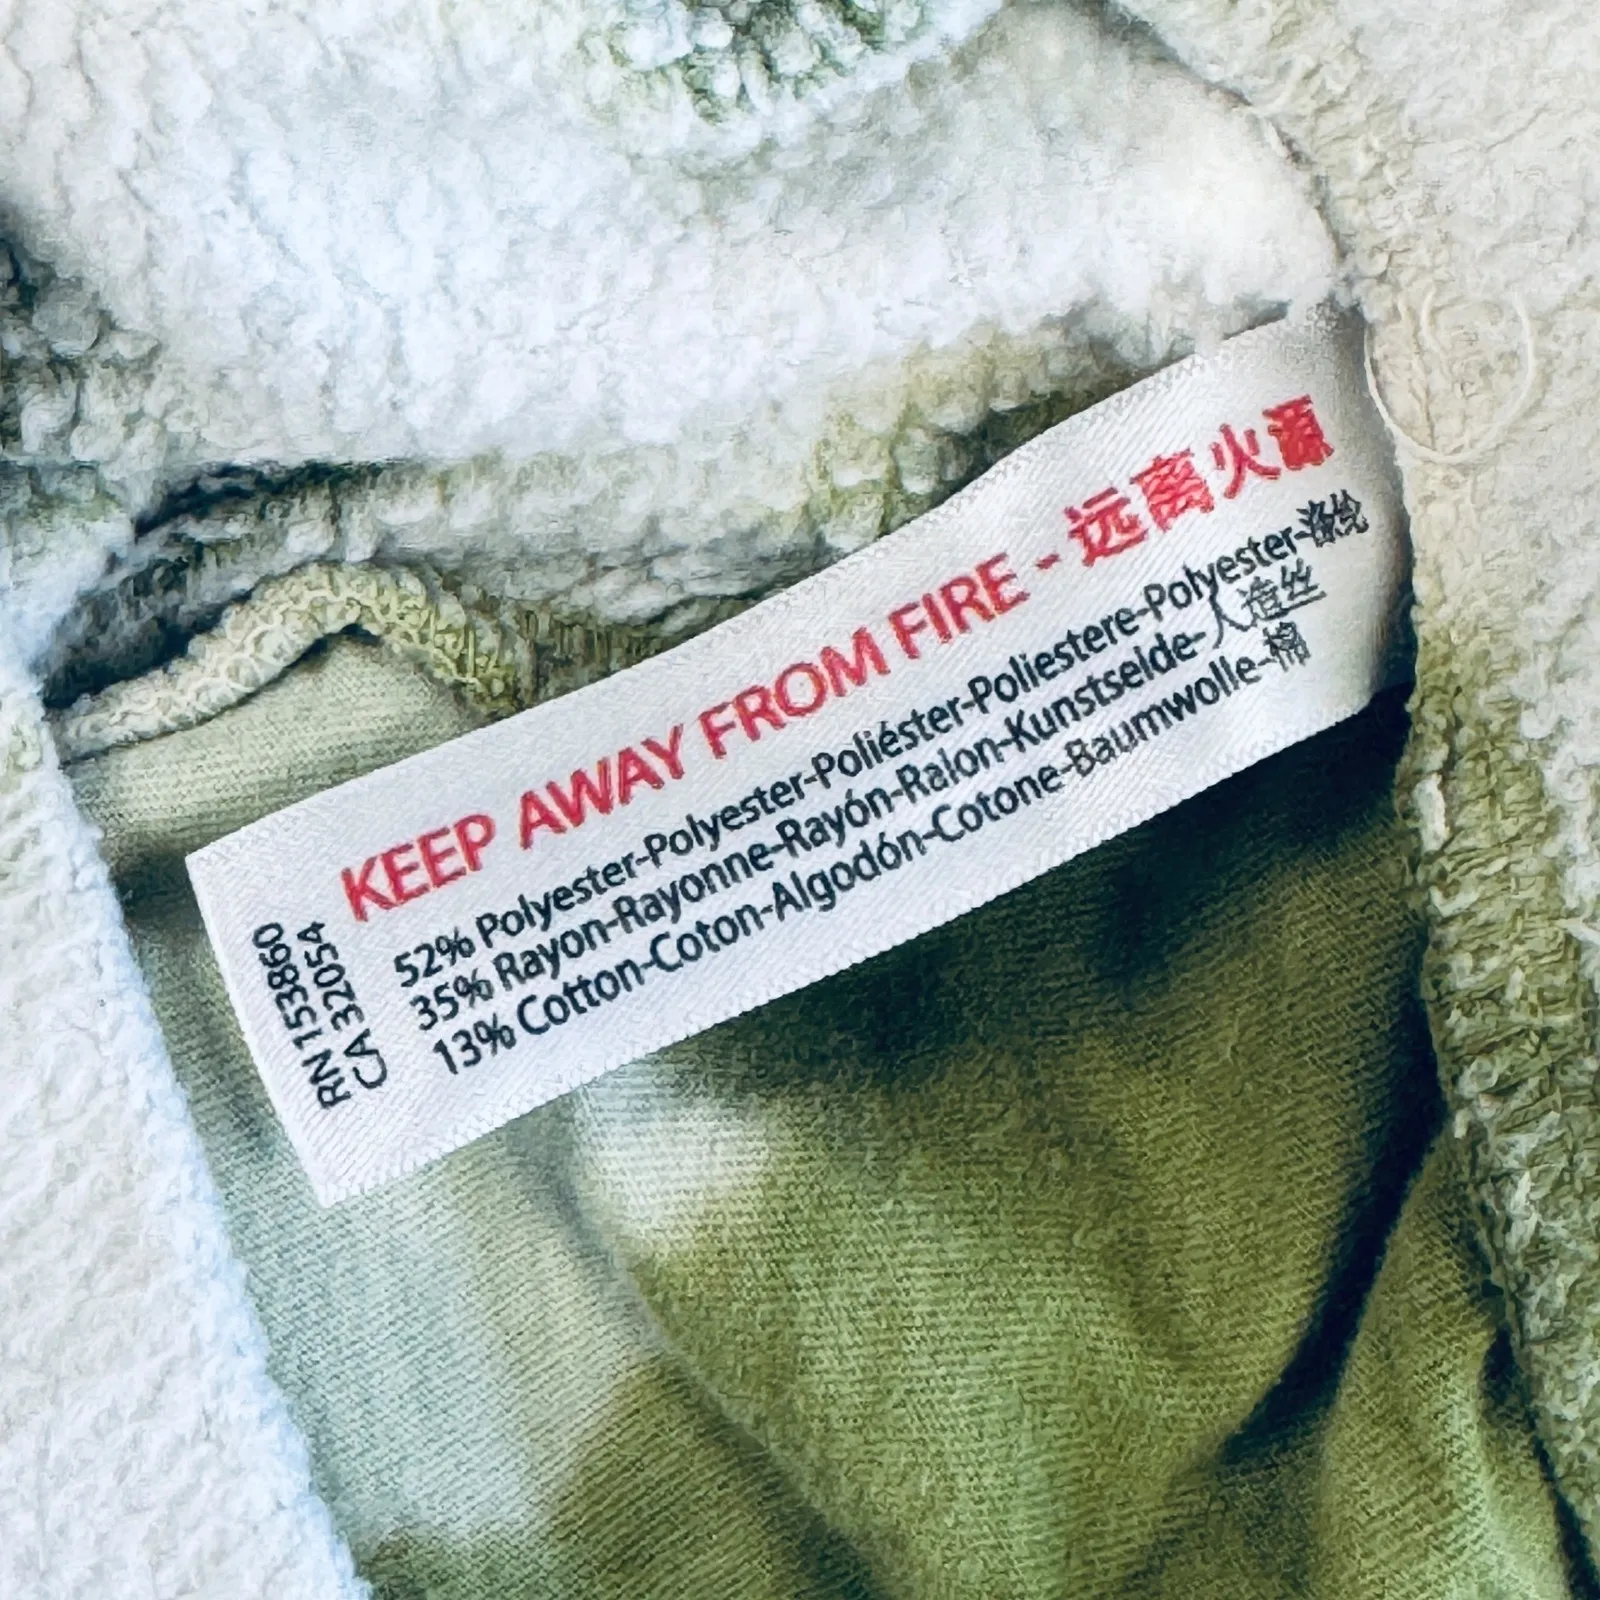 KEEP AWAY FROM FIRE - 远离火源
52% Polyester-Polyester-Poliéster-Poliestere-Polyester-涤纶
35% Rayon-Rayonne-Rayón-Ralon-Kunstseide-人造丝
13% Cotton-Coton-Algodón-Cotone-Baumwolle-棉
RN 153860
CA 32054